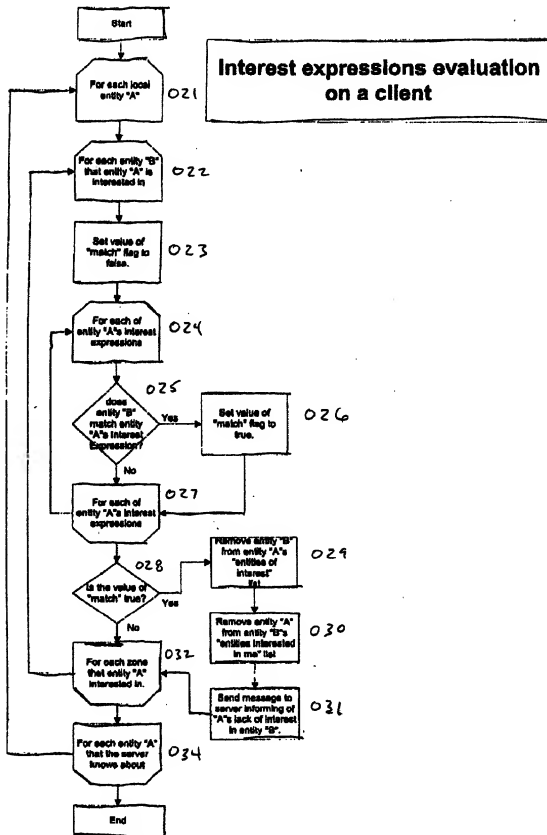 Start
Interest expressions evaluation
on a client
For each local
entity "A"
021
For each entity "B"
that entity "A" is
interested in
022
Set value of
"match" flag to
false.
023
For each of
entity "A"s interest
expressions
024
025
does
entity "B"
match entity
"A"s Interest
Expression?
Yes
No
Set value of
"match" flag to
true.
026
027
For each of
entity "A"s interest
expressions
028
Is the value of
"match" true?
Yes
No
Remove entity "B"
from entity "A"s
"entities of
interest"
list
029
Remove entity "A"
from entity "B"s
"entities interested
in me" list
030
Send message to
server informing of
"A"s lack of interest
in entity "B".
031
032
For each zone
that entity "A"
interested in.
For each entity "A"
that the server
knows about
034
End